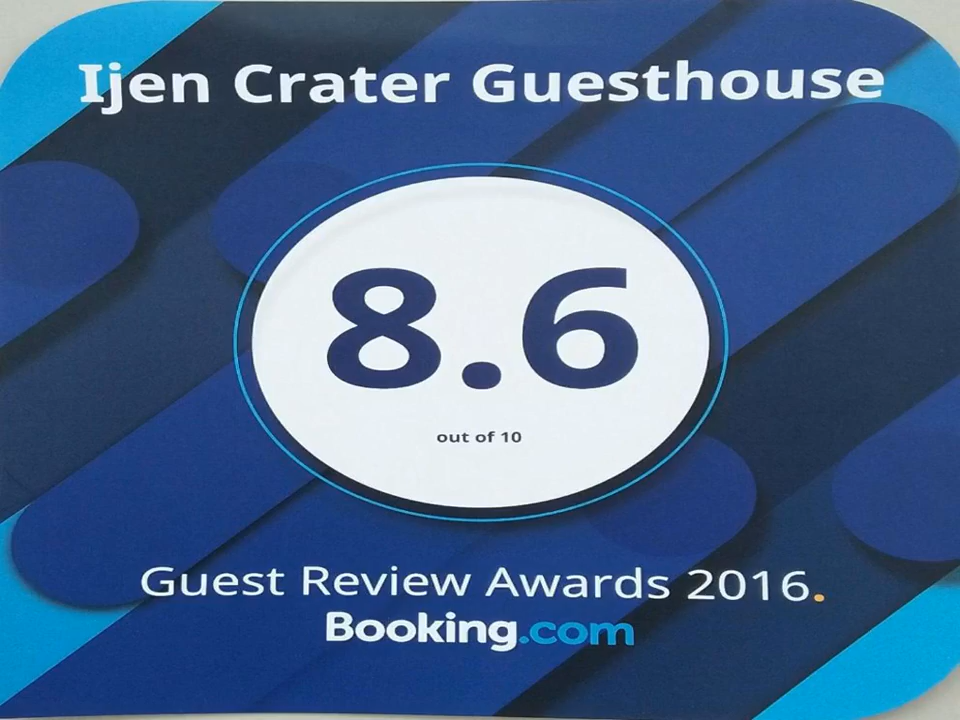 Ijen Crater Guesthouse
8.6
out of 10
Guest Review Awards 2016.
Booking.com